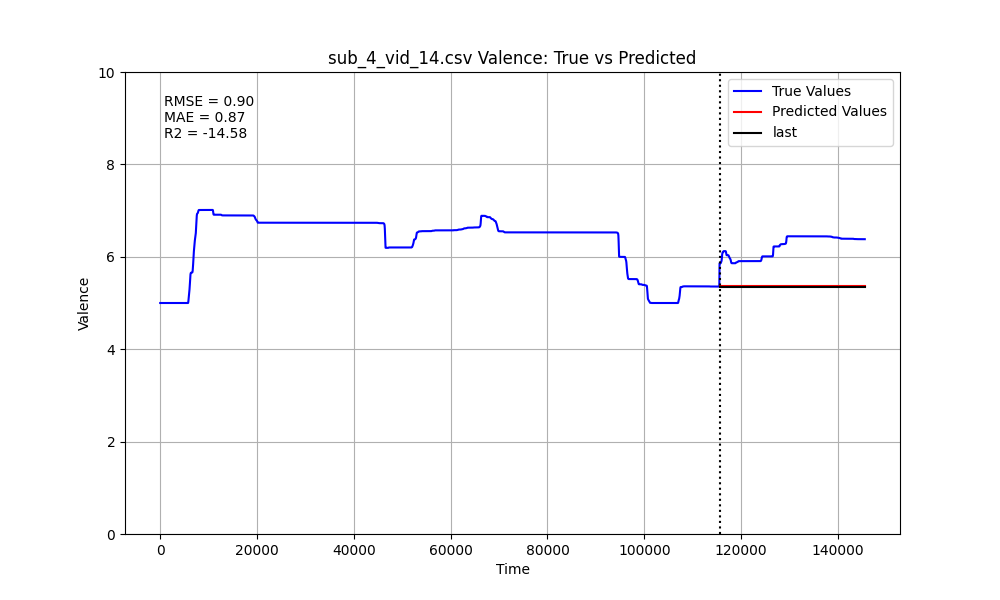 sub_4_vid_14.csv Valence: True vs Predicted
RMSE = 0.90
MAE = 0.87
R2 = -14.58
True Values
Predicted Values
last
10
8
6
4
2
0
Valence
0 20000 40000 60000 80000 100000 120000 140000
Time